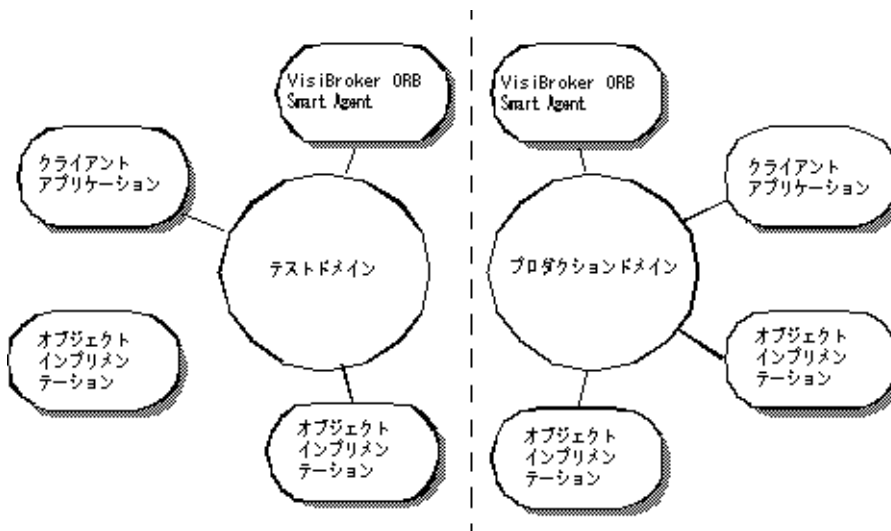 VisiBroker ORB
Smart Agent
クライアント
アプリケーション
テストドメイン
オブジェクト
インプリメン
テーション
オブジェクト
インプリメン
テーション
VisiBroker ORB
Smart Agent
クライアント
アプリケーション
プロダクションドメイン
オブジェクト
インプリメン
テーション
オブジェクト
インプリメン
テーション